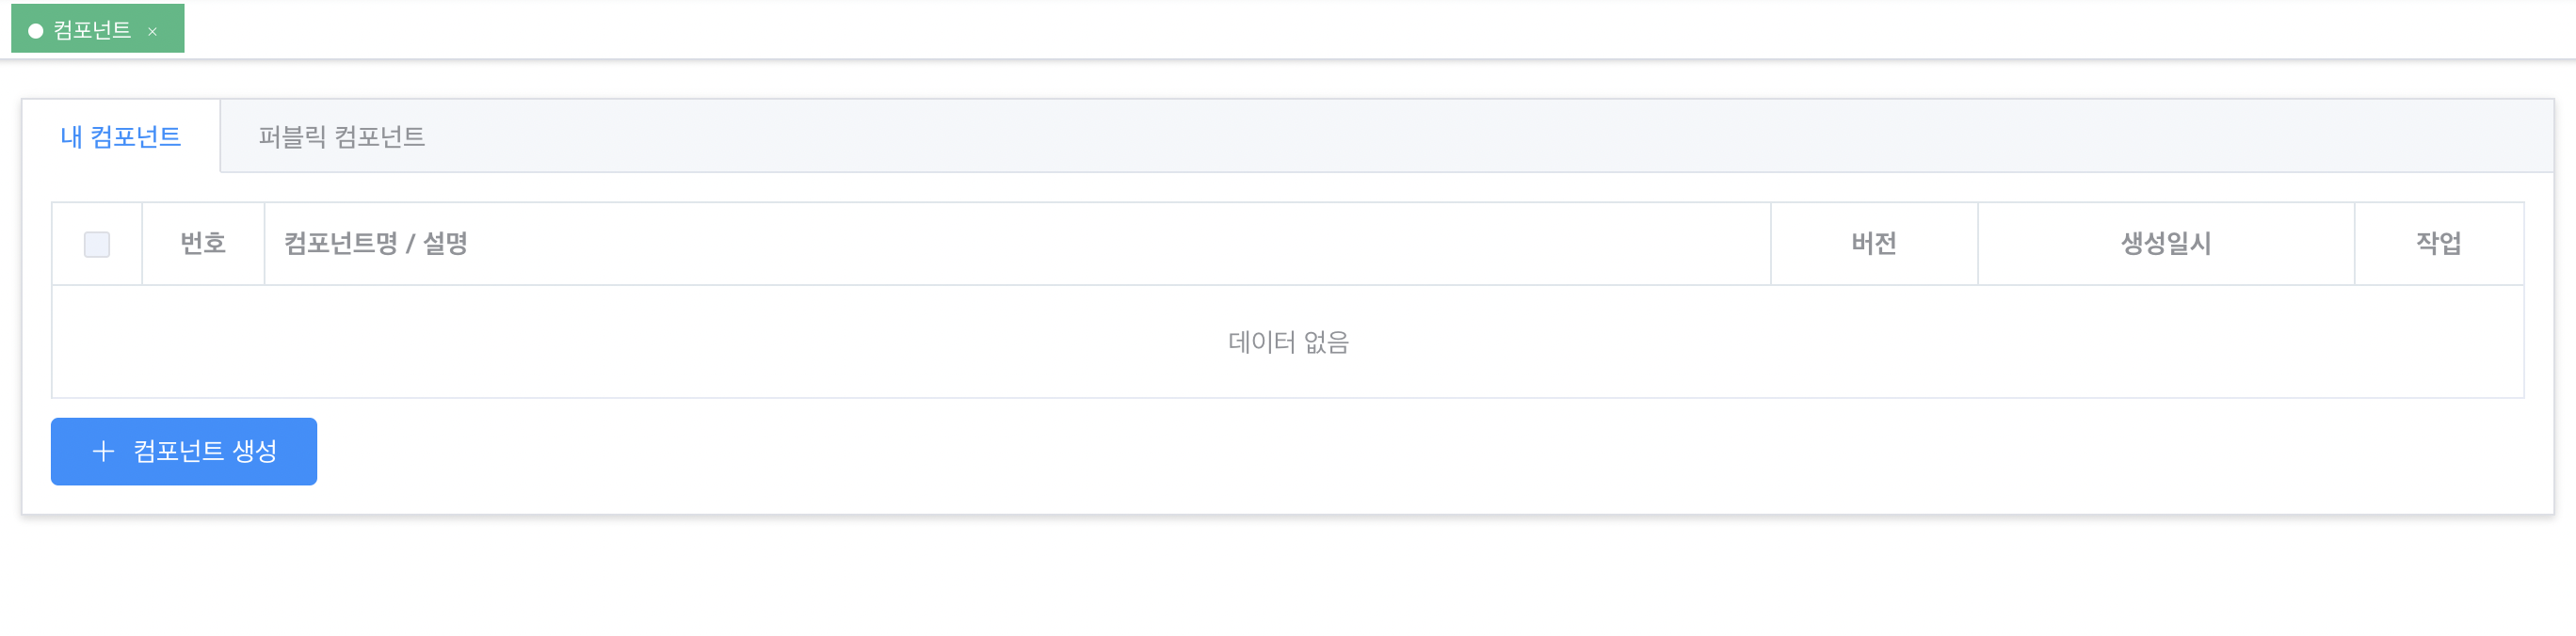 컴포넌트 ×
내 컴포넌트 퍼블릭 컴포넌트
번호 컴포넌트명 / 설명 버전 생성일시 작업
데이터 없음
+ 컴포넌트 생성